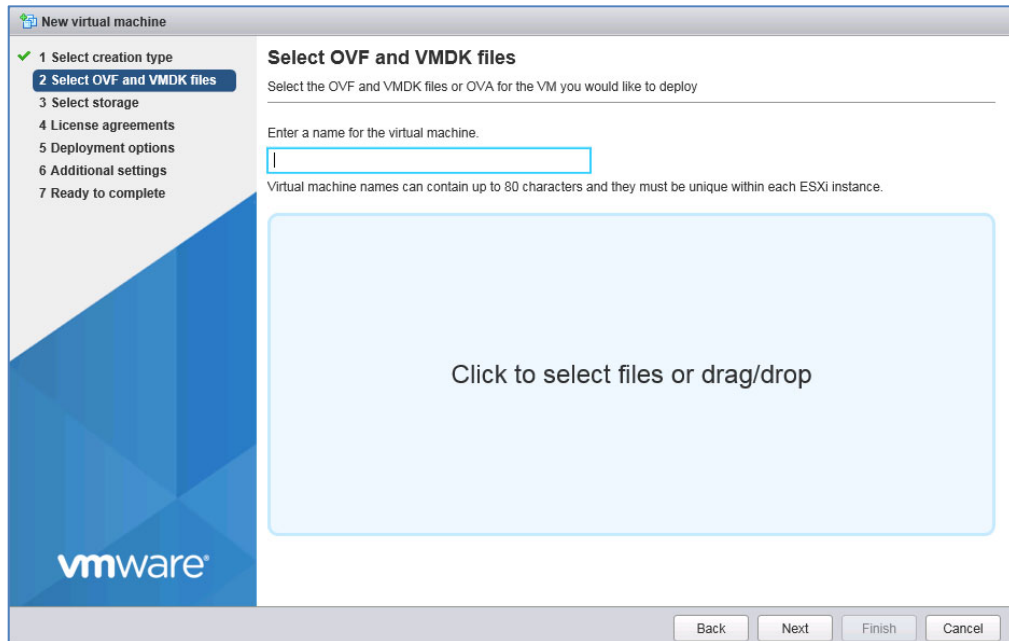 New virtual machine
1 Select creation type
2 Select OVF and VMDK files
3 Select storage
4 License agreements
5 Deployment options
6 Additional settings
7 Ready to complete
vmware®
Select OVF and VMDK files
Select the OVF and VMDK files or OVA for the VM you would like to deploy
Enter a name for the virtual machine.
Virtual machine names can contain up to 80 characters and they must be unique within each ESXi instance.
Click to select files or drag/drop
Back Next Finish Cancel